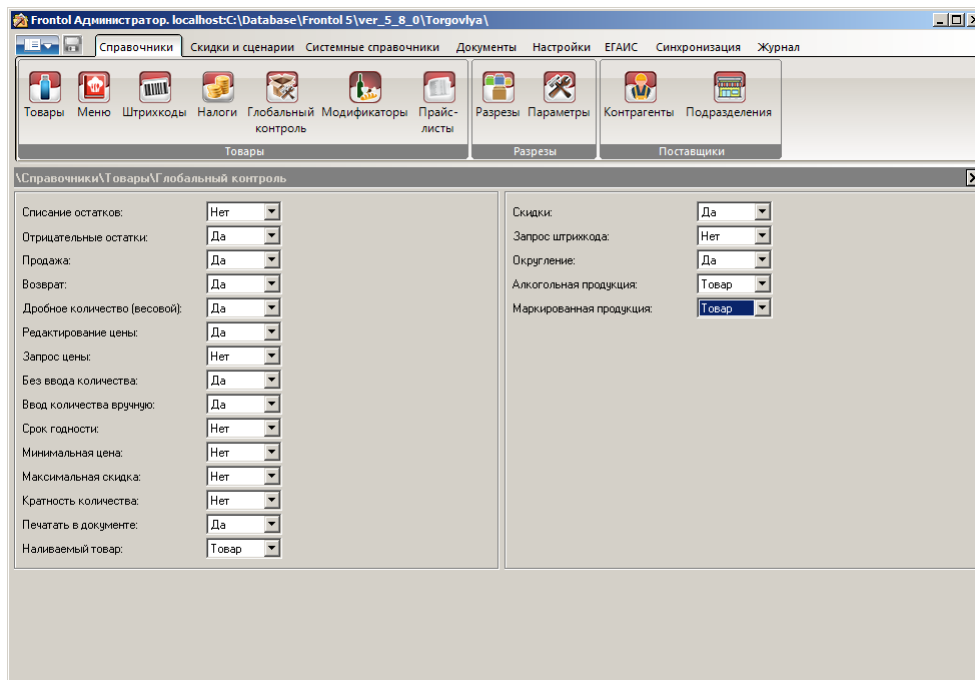 Frontol Администратор. localhost:C:\Database\Frontol 5\ver_5_8_0\Torgovlya\
Справочники Скидки и сценарии Системные справочники Документы Настройки ЕГАИС Синхронизация Журнал
Товары Меню Штрихкоды Налоги Глобальный контроль Модификаторы Прайс-листы Разрезы Параметры Контрагенты Подразделения
Товары Разрезы Поставщики
\Справочники\Товары\Глобальный контроль
Списание остатков: Нет
Отрицательные остатки: Да
Продажа: Да
Возврат: Да
Дробное количество (весовой): Да
Редактирование цены: Да
Запрос цены: Нет
Без ввода количества: Да
Ввод количества вручную: Да
Срок годности: Нет
Минимальная цена: Нет
Максимальная скидка: Нет
Кратность количества: Нет
Печатать в документе: Да
Наливаемый товар: Товар
Скидки: Да
Запрос штрихкода: Нет
Округление: Да
Алкогольная продукция: Товар
Маркированная продукция: Товар